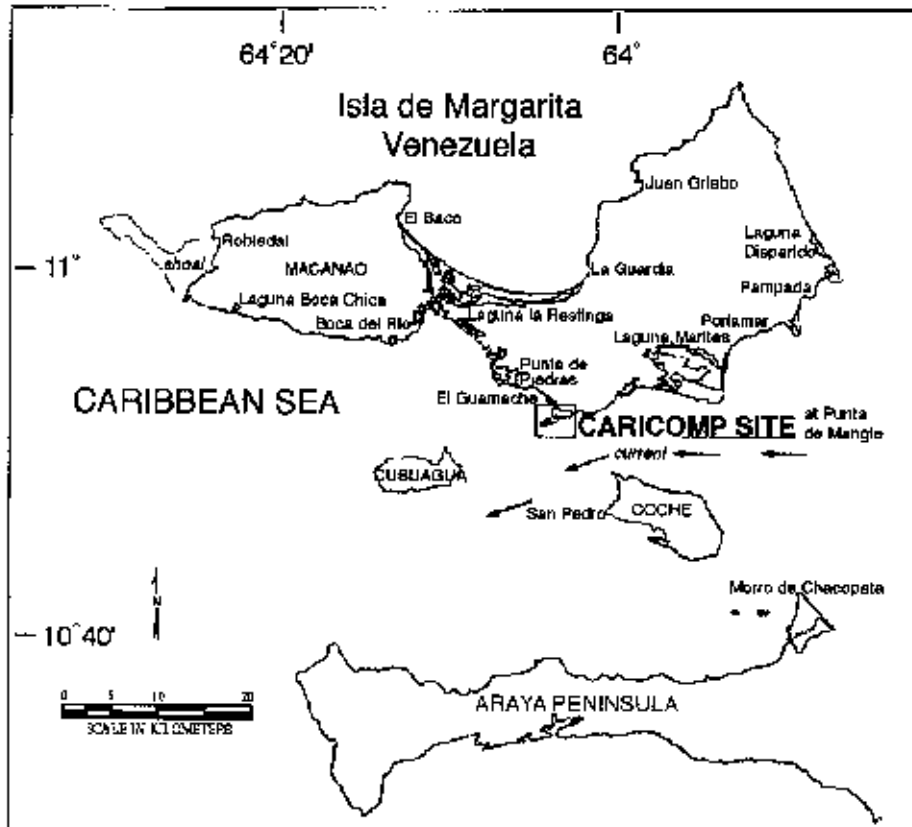 64°20'
64°
Isla de Margarita
Venezuela
Juan Griebo
El Baco
Robledal
shoal
Laguna
Disparido
11°
MACANAO
La Guardia
Pampada
Laguna Boca Chica
Laguna la Restinga
Boca del Rio
Porlamar
Laguna Marites
Punta de
Piedras
CARIBBEAN SEA
El Guamache
CARICOMP SITE
at Punta
de Mangle
current
CUBUAGUA
San Pedro
COCHE
Morro de Chacopata
N
10°40'
0 5 10 20
SCALE IN KILOMETERS
ARAYA PENINSULA